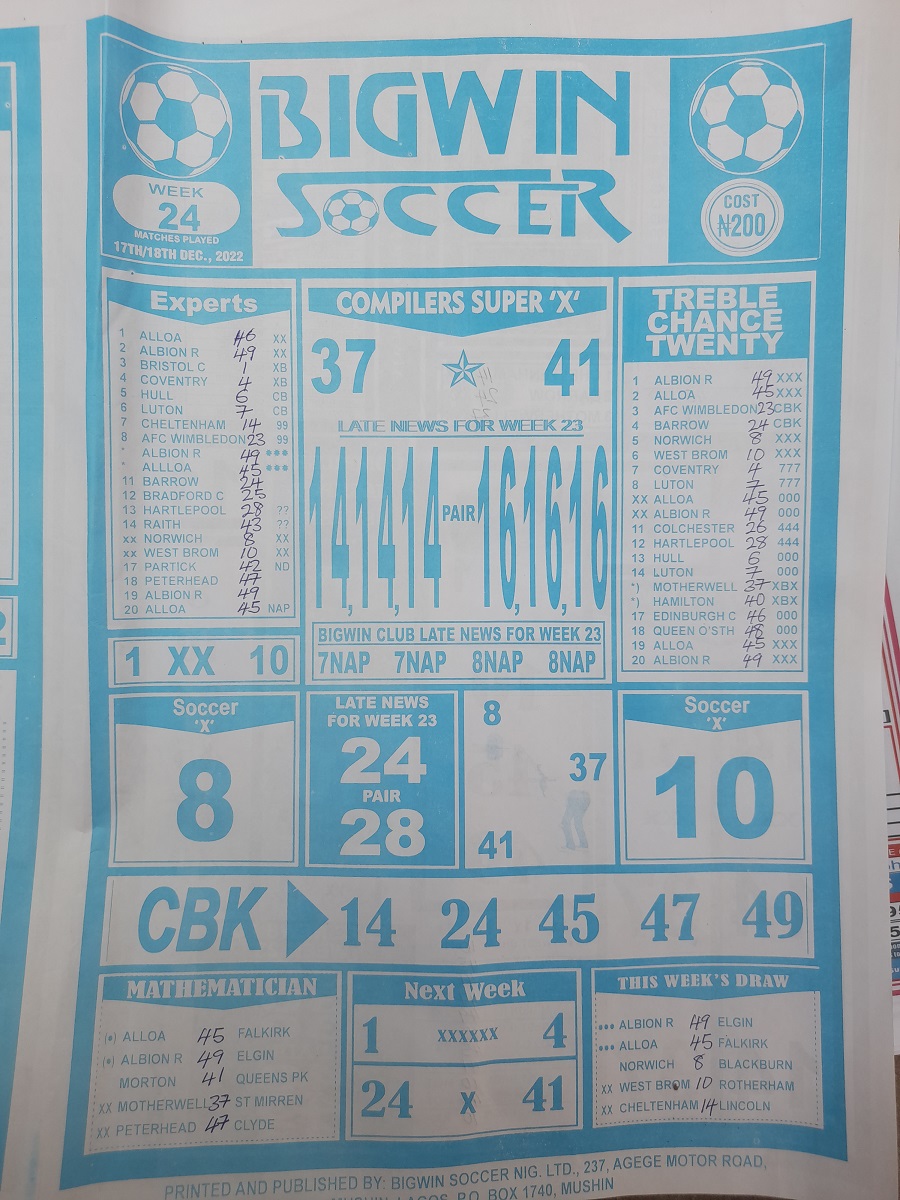 BIGWIN
SOCCER
WEEK
24
MATCHES PLAYED
17TH/18TH DEC., 2022
COST
₦200
Experts
1 ALLOA 46 XX
2 ALBION R 49 XX
3 BRISTOL C 1 XB
4 COVENTRY 4 XB
5 HULL 6 CB
6 LUTON 7 CB
7 CHELTENHAM 14 99
8 AFC WIMBLEDON 23 99
* ALBION R 49 ***
* ALLLOA 45 ***
11 BARROW 24
12 BRADFORD C 25
13 HARTLEPOOL 28 ??
14 RAITH 43 ??
xx NORWICH 8 XX
xx WEST BROM 10 XX
17 PARTICK 42 ND
18 PETERHEAD 47
19 ALBION R 49
20 ALLOA 45 NAP
1 XX 10
COMPILERS SUPER 'X'
37 41
LATE NEWS FOR WEEK 23
14,14,14 PAIR 16,16,16
BIGWIN CLUB LATE NEWS FOR WEEK 23
7NAP 7NAP 8NAP 8NAP
TREBLE
CHANCE
TWENTY
1 ALBION R 49 XXX
2 ALLOA 45 XXX
3 AFC WIMBLEDON 23 CBK
4 BARROW 24 CBK
5 NORWICH 8 XXX
6 WEST BROM 10 XXX
7 COVENTRY 4 777
8 LUTON 7 777
XX ALLOA 45 000
XX ALBION R 49 000
11 COLCHESTER 26 444
12 HARTLEPOOL 28 444
13 HULL 6 000
14 LUTON 7 000
*) MOTHERWELL 37 XBX
*) HAMILTON 40 XBX
17 EDINBURGH C 46 000
18 QUEEN O'STH 48 000
19 ALLOA 45 XXX
20 ALBION R 49 XXX
Soccer
'X'
8
LATE NEWS
FOR WEEK 23
24
PAIR
28
8
37
41
Soccer
'X'
10
CBK 14 24 45 47 49
MATHEMATICIAN
(•) ALLOA 45 FALKIRK
(•) ALBION R 49 ELGIN
MORTON 41 QUEENS PK
XX MOTHERWELL 37 ST MIRREN
XX PETERHEAD 47 CLYDE
Next Week
1 XXXXXX 4
24 X 41
THIS WEEK'S DRAW
••• ALBION R 49 ELGIN
••• ALLOA 45 FALKIRK
NORWICH 8 BLACKBURN
XX WEST BROM 10 ROTHERHAM
XX CHELTENHAM 14 LINCOLN
PRINTED AND PUBLISHED BY: BIGWIN SOCCER NIG. LTD., 237, AGEGE MOTOR ROAD,
MUSHIN, LAGOS. P.O. BOX 1740, MUSHIN